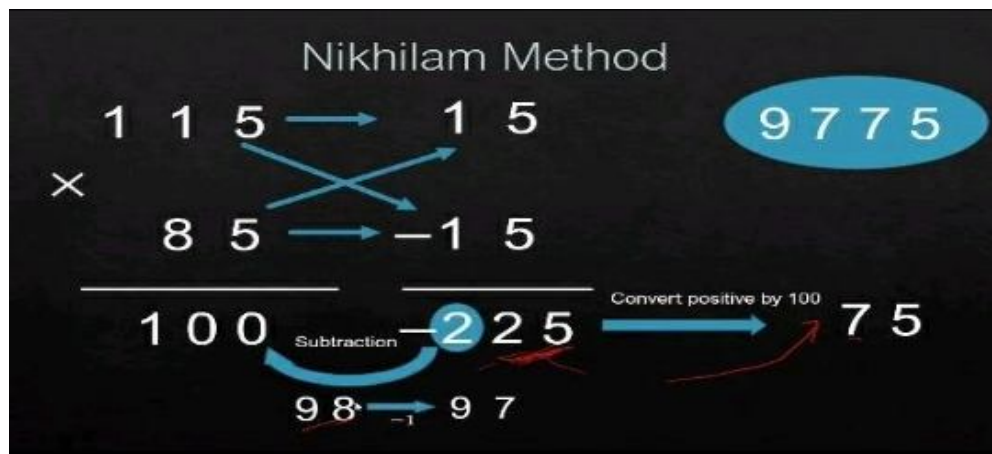 Nikhilam Method
1 1 5 1 5
9 7 7 5
×
8 5 −1 5
1 0 0 Subtraction −2 2 5 Convert positive by 100 7 5
9 8 −1 9 7